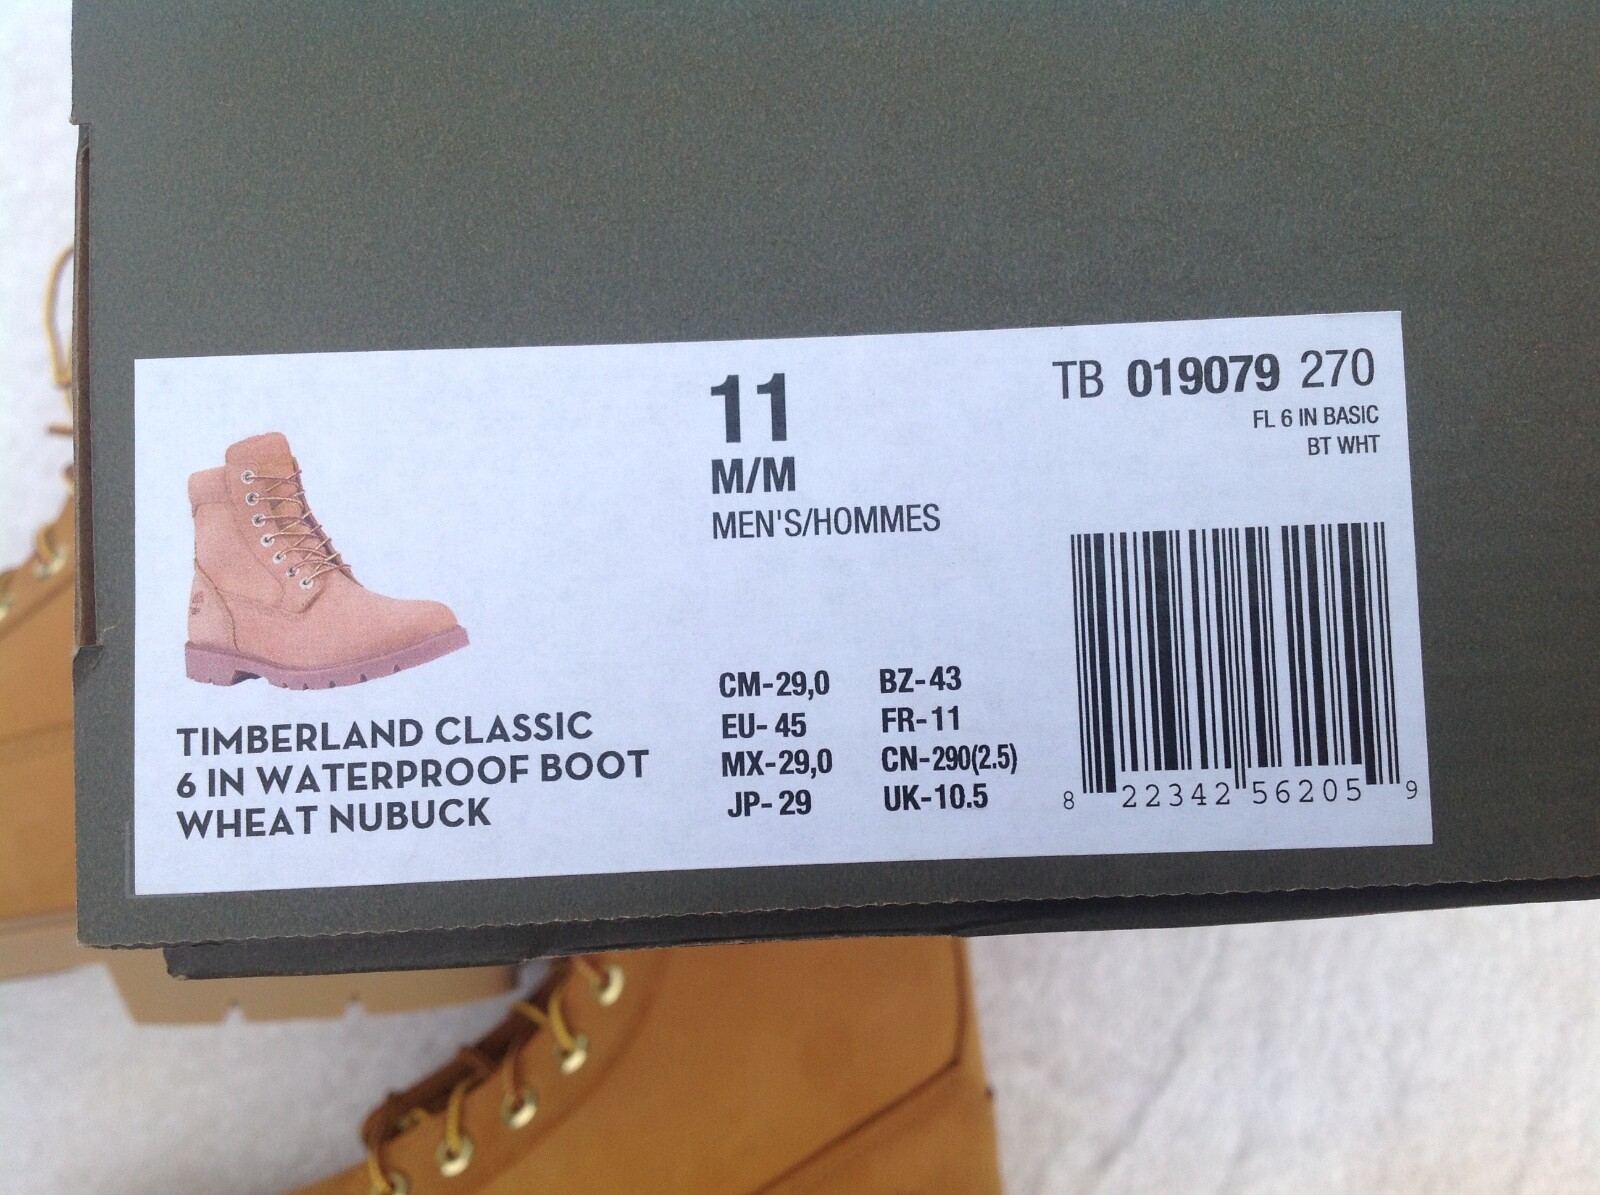 11
M/M
MEN'S/HOMMES
TB 019079 270
FL 6 IN BASIC
BT WHT
TIMBERLAND CLASSIC
6 IN WATERPROOF BOOT
WHEAT NUBUCK
CM-29,0 BZ-43
EU-45 FR-11
MX-29,0 CN-290(2.5)
JP-29 UK-10.5
8 22342 56205 9